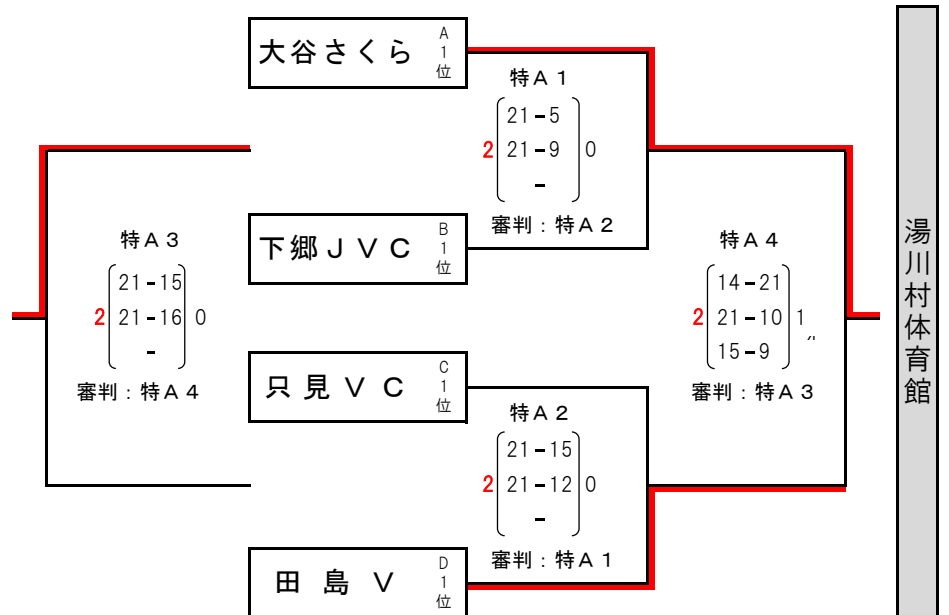 大谷さくら
A1位
特A1
21-5
2 21-9 0
-
審判：特A2
下郷JVC
B1位
特A3
21-15
2 21-16 0
-
審判：特A4
特A4
14-21
2 21-10 1
15-9
審判：特A3
只見VC
C1位
特A2
21-15
2 21-12 0
-
審判：特A1
田島V
D1位
湯川村体育館